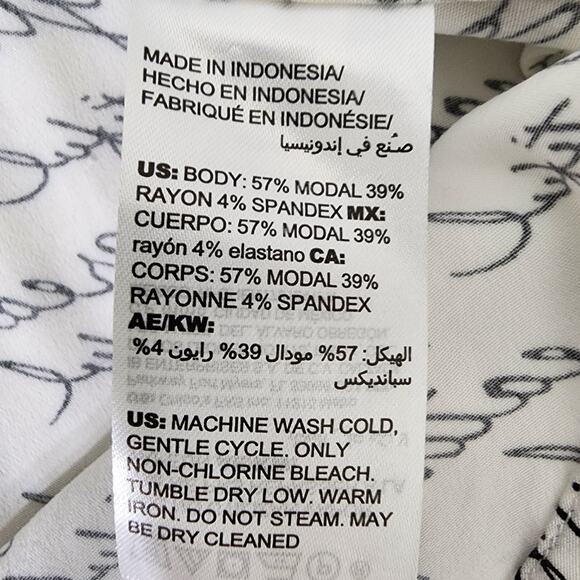 MADE IN INDONESIA/
HECHO EN INDONESIA/
FABRIQUÉ EN INDONÉSIE/
صُنع في إندونيسيا
US: BODY: 57% MODAL 39%
RAYON 4% SPANDEX MX:
CUERPO: 57% MODAL 39%
rayón 4% elastano CA:
CORPS: 57% MODAL 39%
RAYONNE 4% SPANDEX
AE/KW:
الهيكل: 57% مودال 39% رايون 4%
سبانديكس
US: MACHINE WASH COLD,
GENTLE CYCLE. ONLY
NON-CHLORINE BLEACH.
TUMBLE DRY LOW. WARM
IRON. DO NOT STEAM. MAY
BE DRY CLEANED